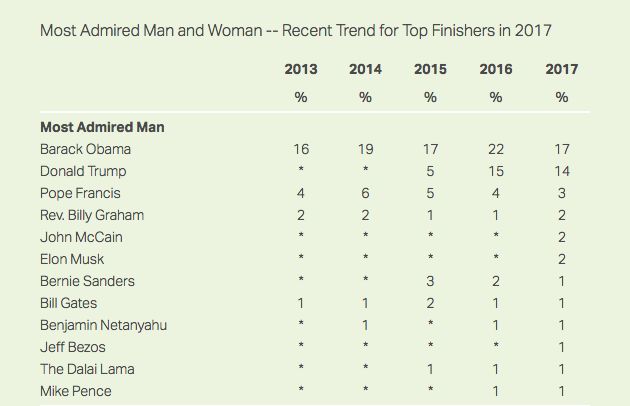 Most Admired Man and Woman -- Recent Trend for Top Finishers in 2017
2013 2014 2015 2016 2017
% % % % %
Most Admired Man
Barack Obama 16 19 17 22 17
Donald Trump * * 5 15 14
Pope Francis 4 6 5 4 3
Rev. Billy Graham 2 2 1 1 2
John McCain * * * * 2
Elon Musk * * * * 2
Bernie Sanders * * 3 2 1
Bill Gates 1 1 2 1 1
Benjamin Netanyahu * 1 * 1 1
Jeff Bezos * * * * 1
The Dalai Lama * * 1 1 1
Mike Pence * * * 1 1